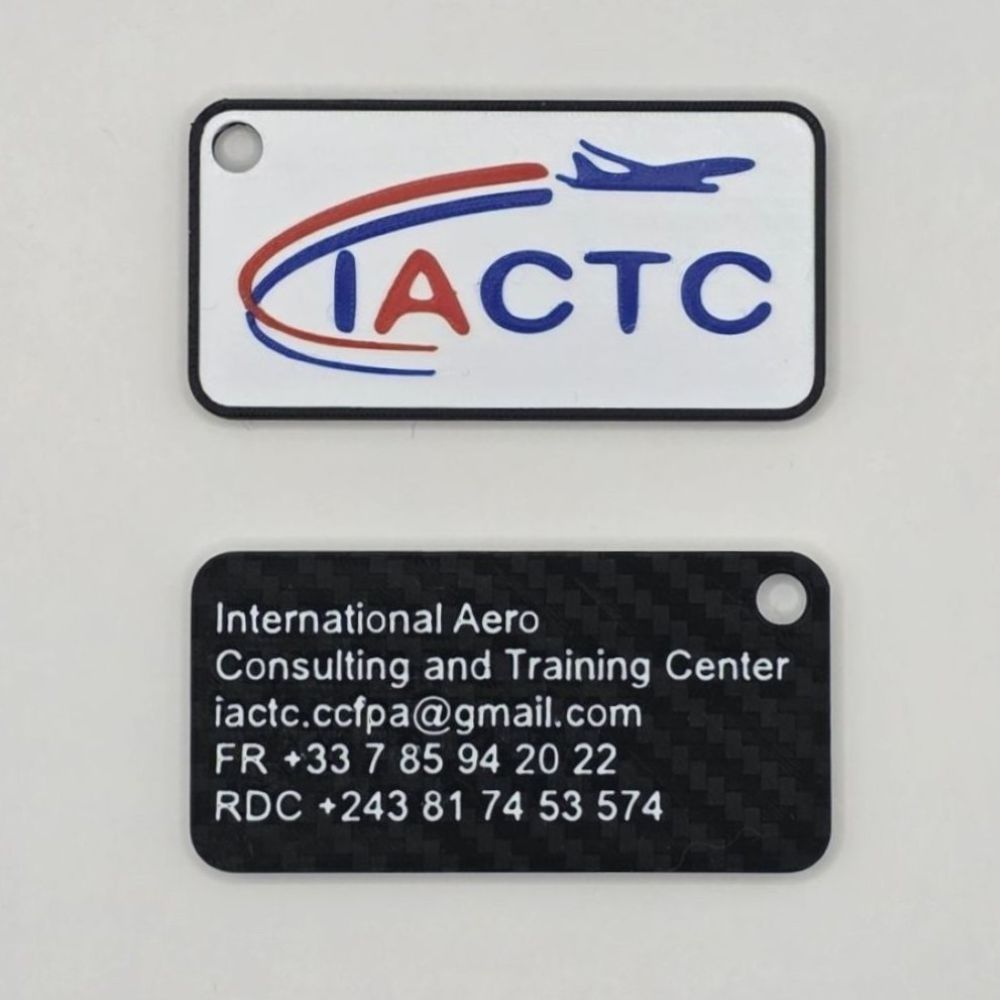 IACTC
International Aero
Consulting and Training Center
iactc.ccfpa@gmail.com
FR +33 7 85 94 20 22
RDC +243 81 74 53 574